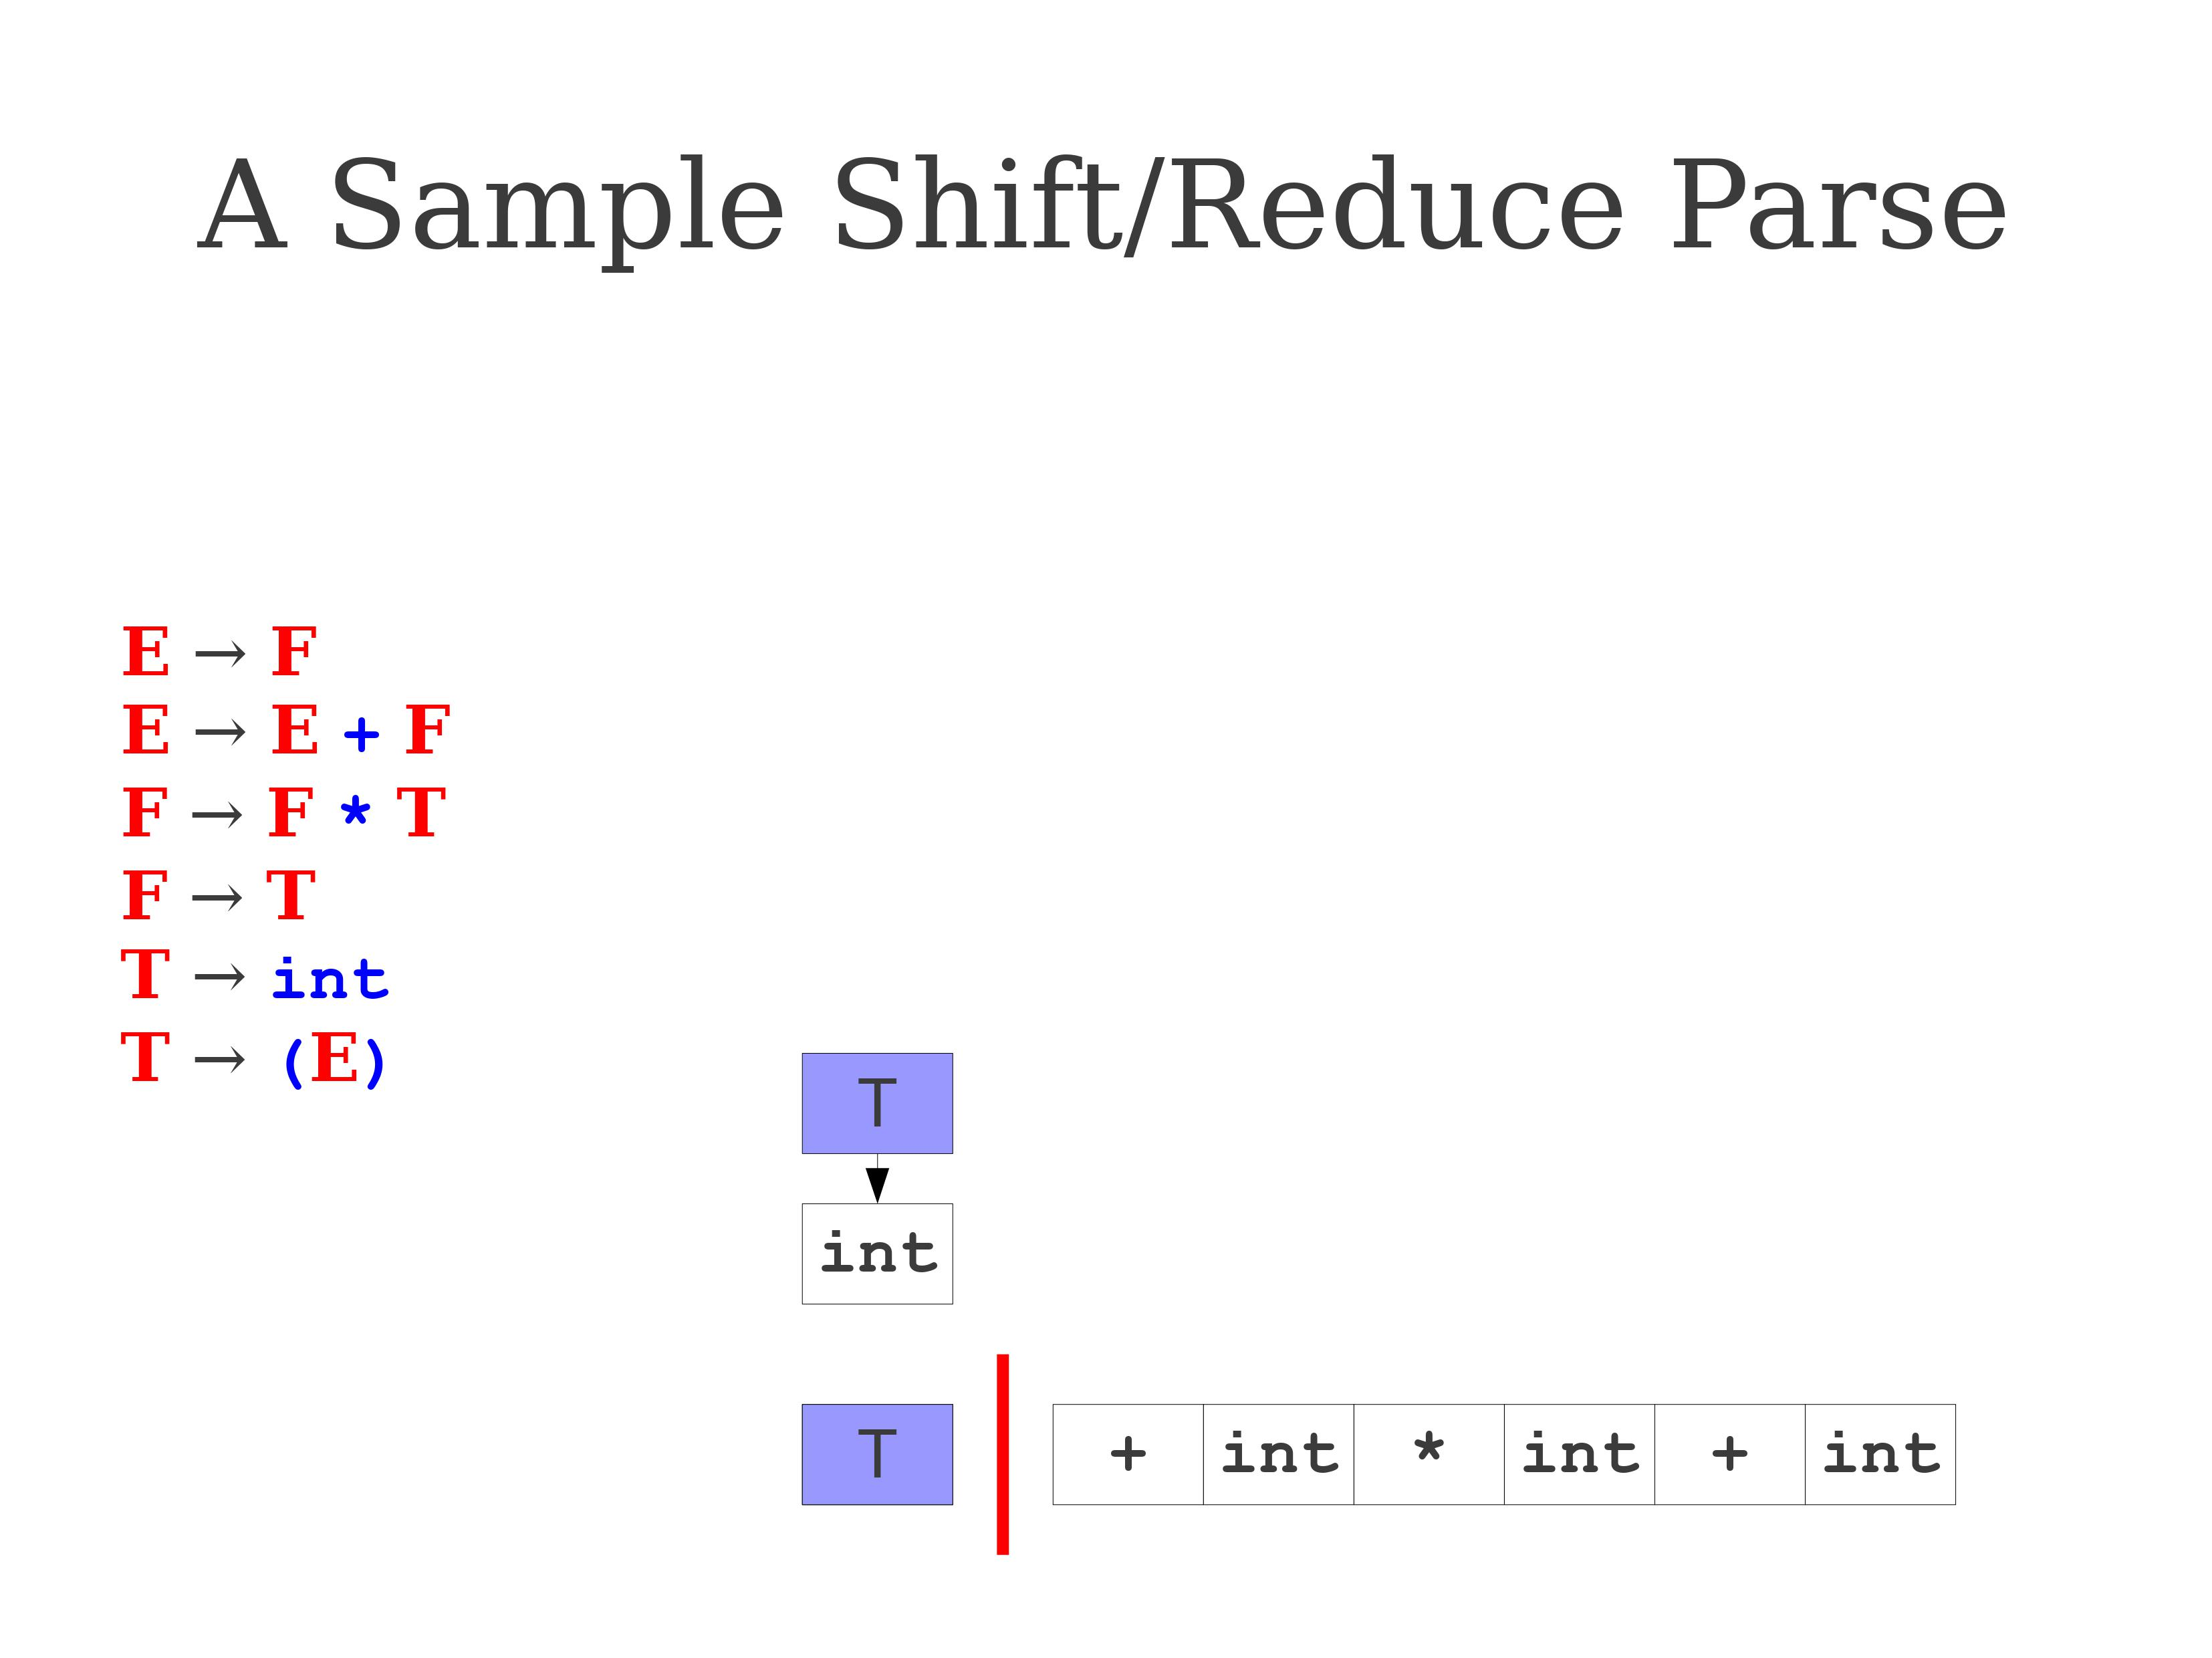 A Sample Shift/Reduce Parse
E → F
E → E + F
F → F * T
F → T
T → int
T → (E)
T
int
T + int * int + int